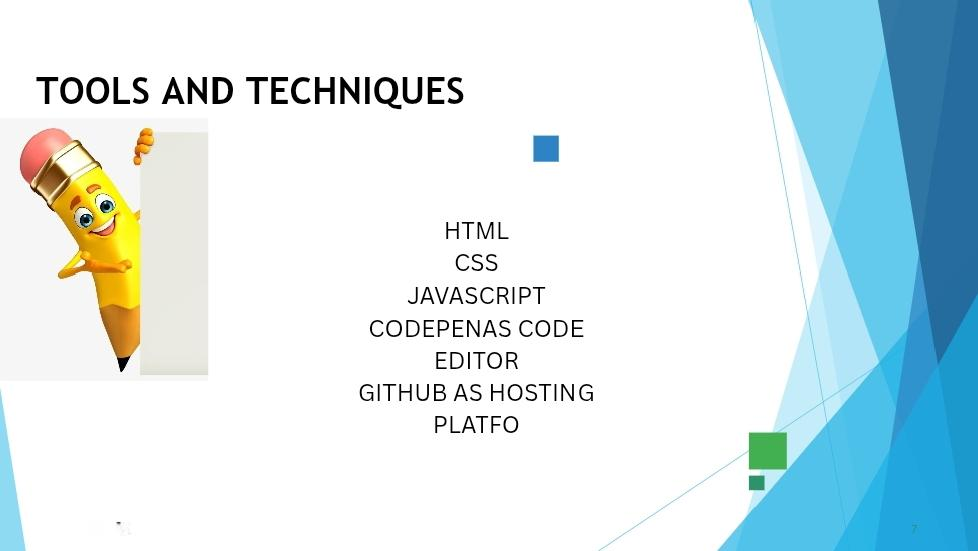 TOOLS AND TECHNIQUES
HTML
CSS
JAVASCRIPT
CODEPENAS CODE
EDITOR
GITHUB AS HOSTING
PLATFO
7